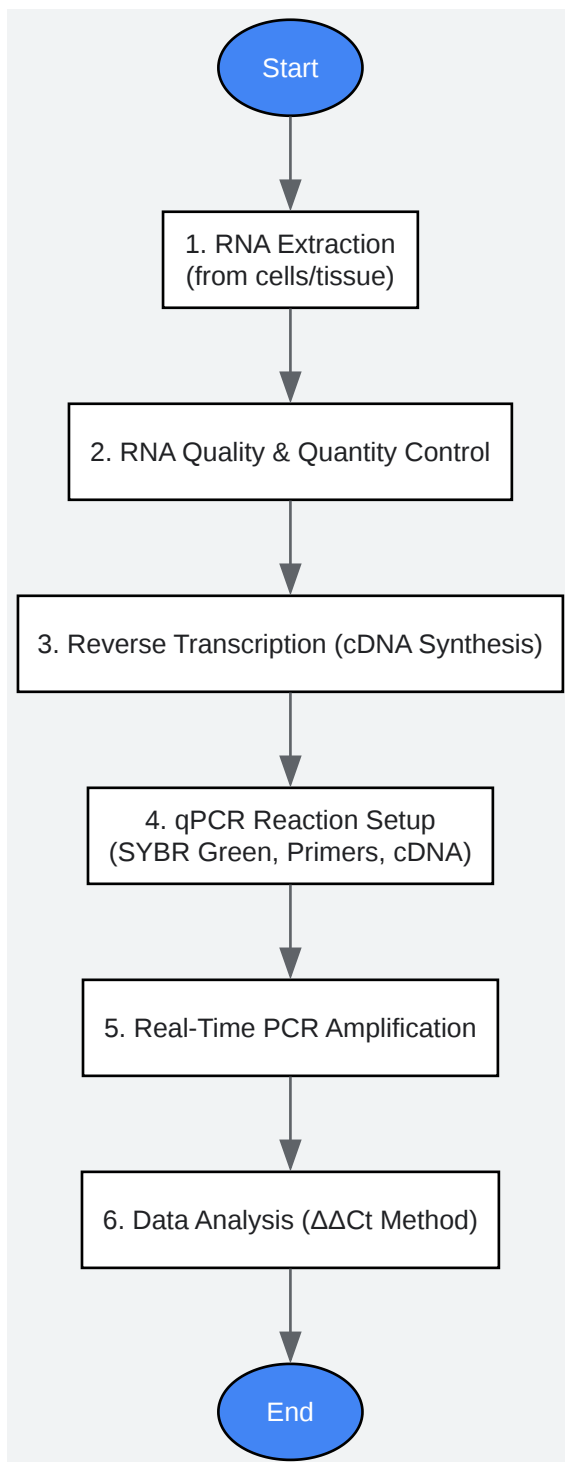 Start
1. RNA Extraction
(from cells/tissue)
2. RNA Quality & Quantity Control
3. Reverse Transcription (cDNA Synthesis)
4. qPCR Reaction Setup
(SYBR Green, Primers, cDNA)
5. Real-Time PCR Amplification
6. Data Analysis (ΔΔCt Method)
End